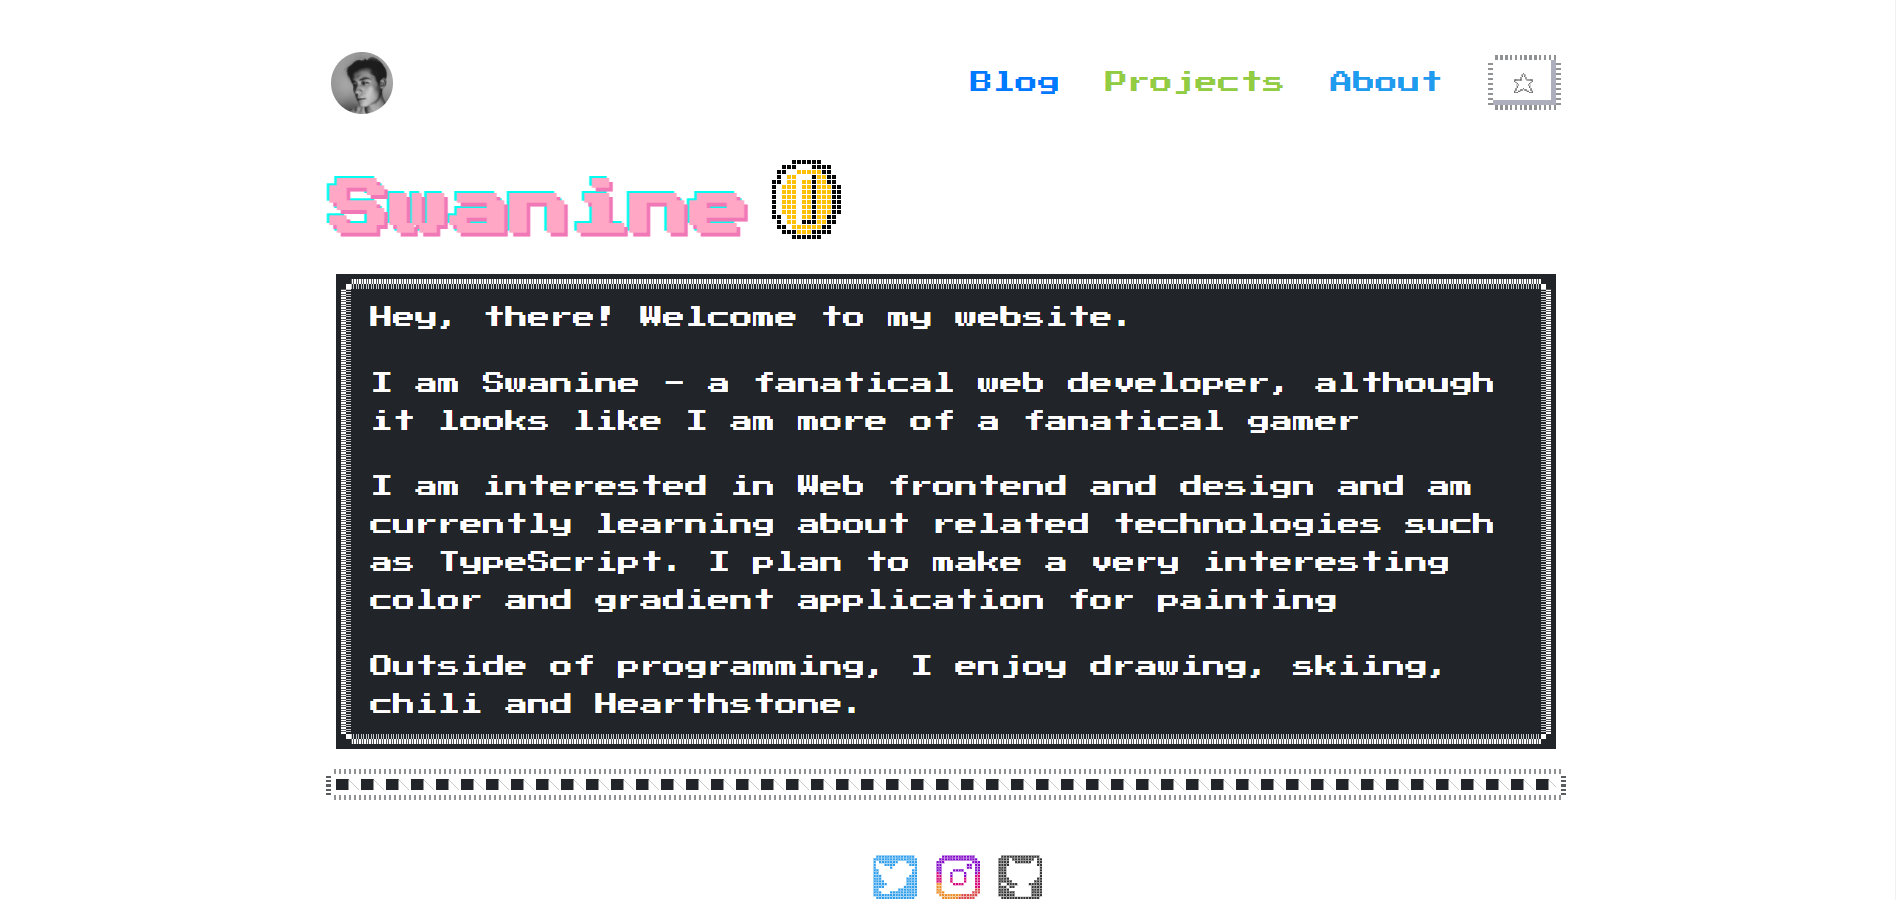 Blog Projects About
Swanine
Hey, there! Welcome to my website.
I am Swanine - a fanatical web developer, although
it looks like I am more of a fanatical gamer
I am interested in Web frontend and design and am
currently learning about related technologies such
as TypeScript. I plan to make a very interesting
color and gradient application for painting
Outside of programming, I enjoy drawing, skiing,
chili and Hearthstone.